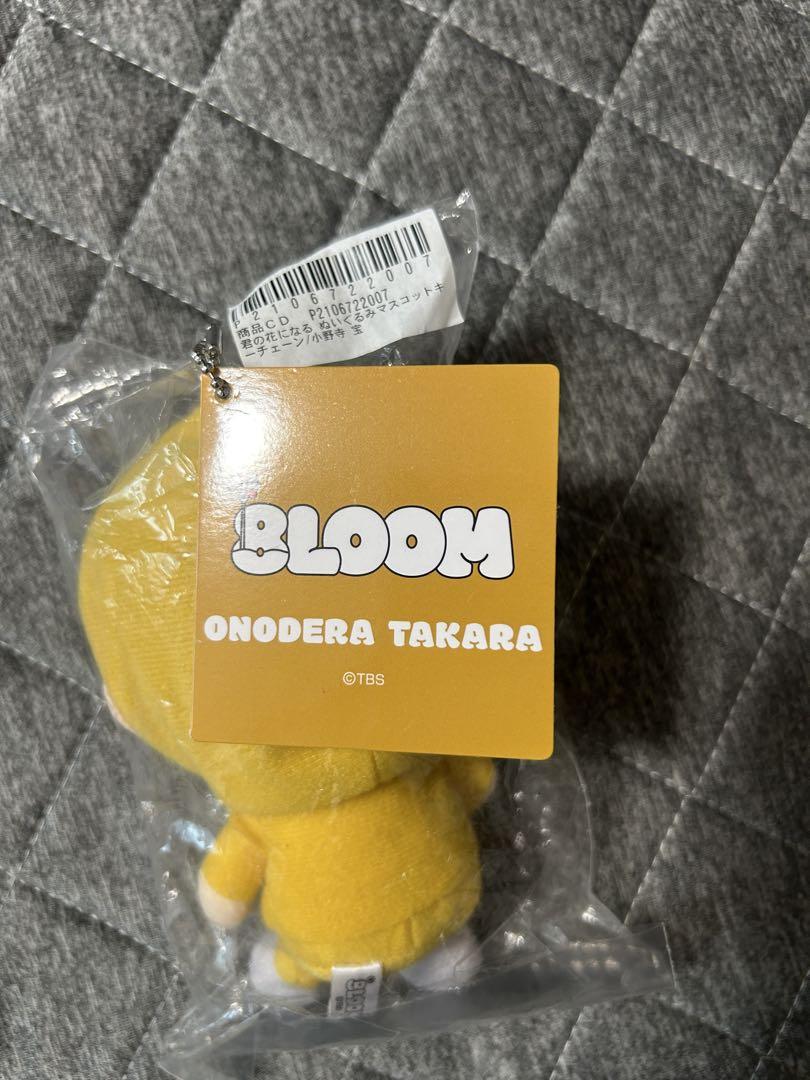 P2106722007
商品CD P2106722007
君の花になる ぬいぐるみマスコットキ
ーチェーン/小野寺 宝
BLOOM
ONODERA TAKARA
©TBS